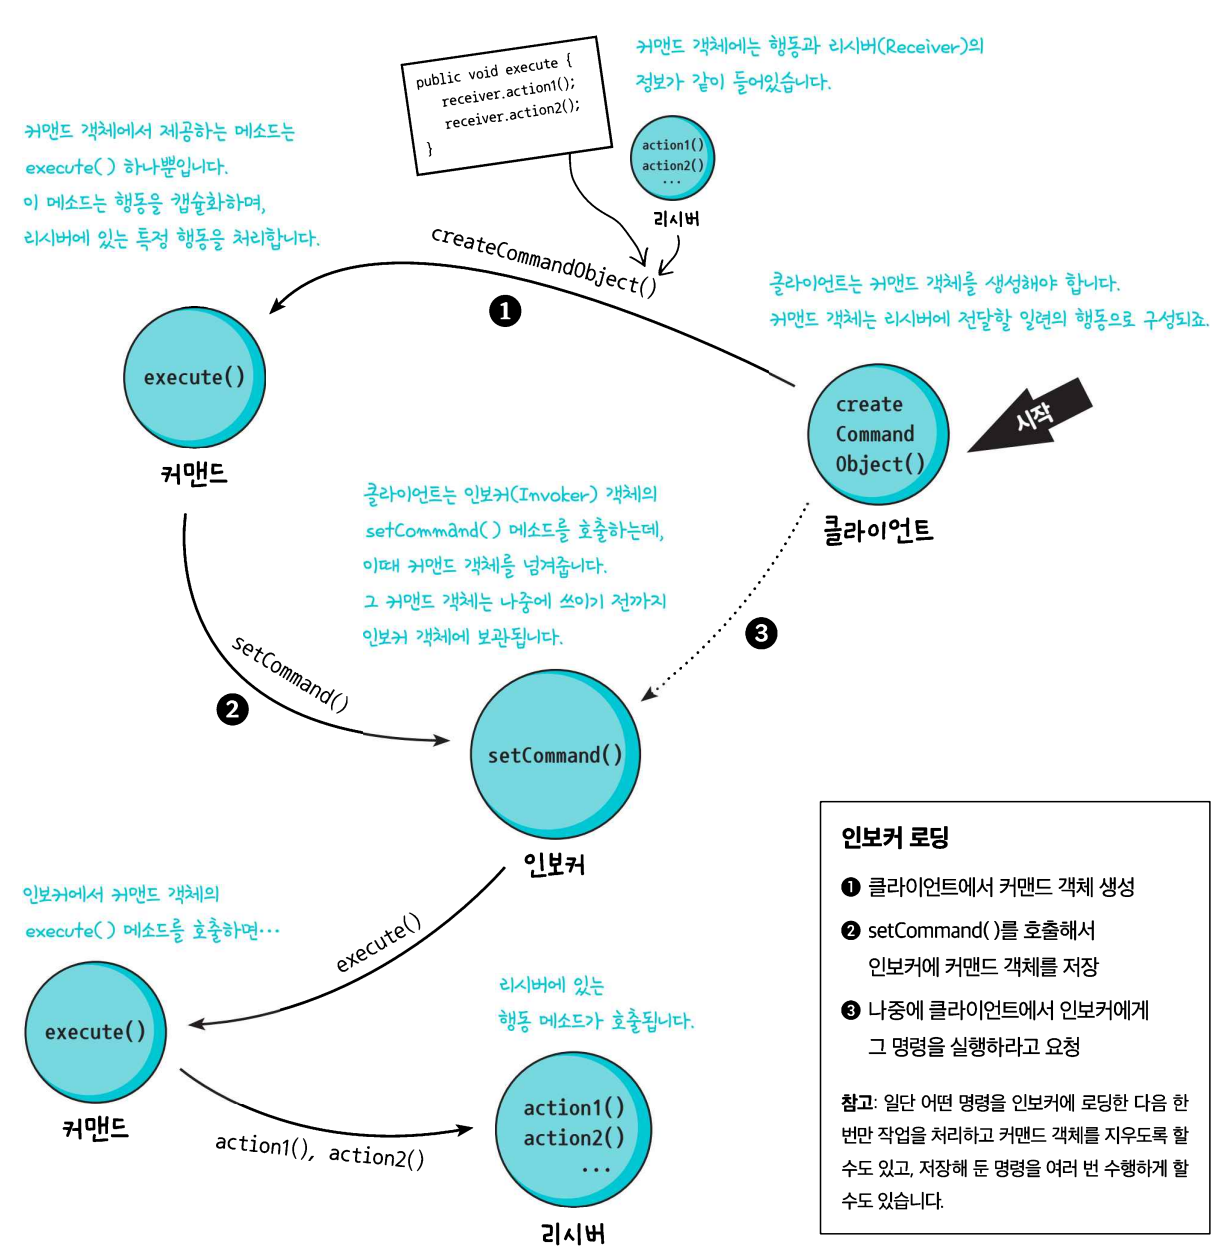 커맨드 객체에는 행동과 리시버(Receiver)의
정보가 같이 들어있습니다.
public void execute {
receiver.action1();
receiver.action2();
}
action1()
action2()
...
리시버
커맨드 객체에서 제공하는 메소드는
execute( ) 하나뿐입니다.
이 메소드는 행동을 캡슐화하며,
리시버에 있는 특정 행동을 처리합니다.
createCommandObject()
1
클라이언트는 커맨드 객체를 생성해야 합니다.
커맨드 객체는 리시버에 전달할 일련의 행동으로 구성되죠.
execute()
커맨드
create
Command
Object()
클라이언트
시작
클라이언트는 인보커(Invoker) 객체의
setCommand( ) 메소드를 호출하는데,
이때 커맨드 객체를 넘겨줍니다.
그 커맨드 객체는 나중에 쓰이기 전까지
인보커 객체에 보관됩니다.
3
setCommand()
2
setCommand()
인보커
인보커에서 커맨드 객체의
execute( ) 메소드를 호출하면…
execute()
execute()
커맨드
리시버에 있는
행동 메소드가 호출됩니다.
action1(), action2()
action1()
action2()
...
리시버
인보커 로딩
❶ 클라이언트에서 커맨드 객체 생성
❷ setCommand( )를 호출해서
인보커에 커맨드 객체를 저장
❸ 나중에 클라이언트에서 인보커에게
그 명령을 실행하라고 요청
참고: 일단 어떤 명령을 인보커에 로딩한 다음 한
번만 작업을 처리하고 커맨드 객체를 지우도록 할
수도 있고, 저장해 둔 명령을 여러 번 수행하게 할
수도 있습니다.